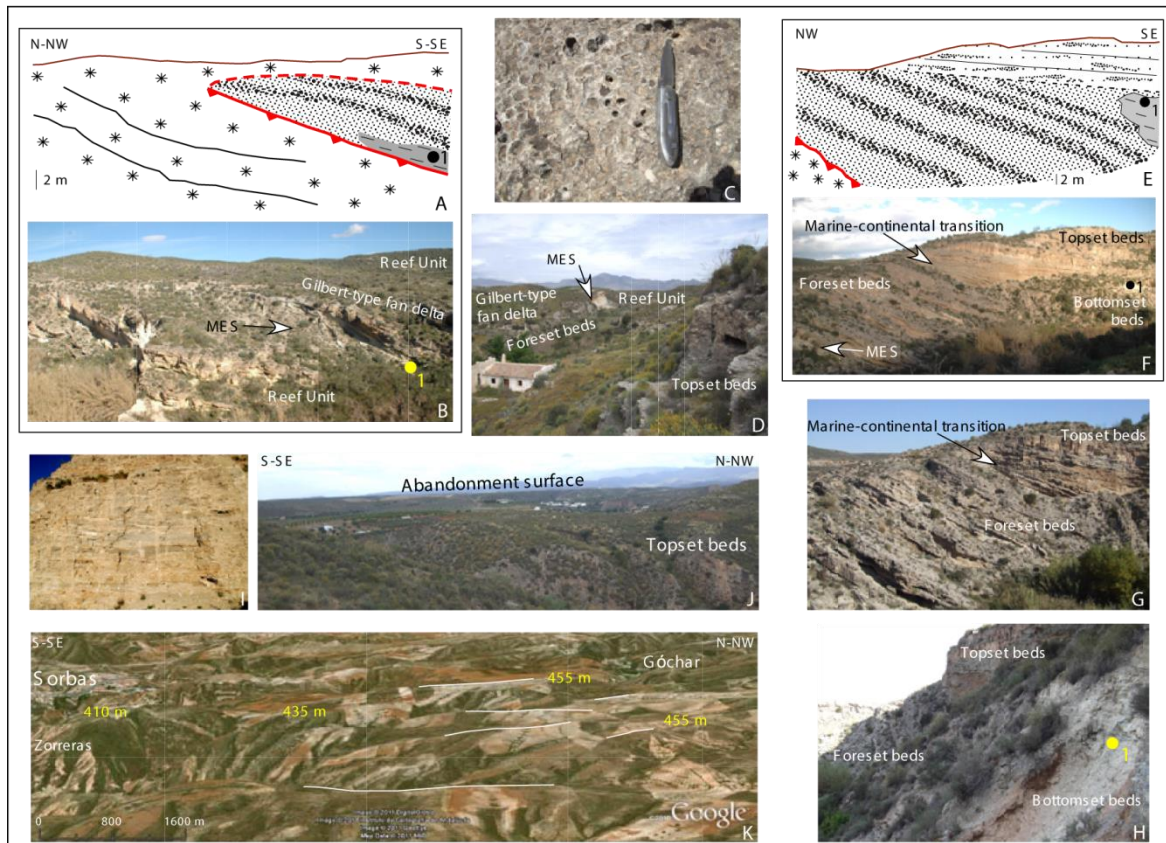 N-NW
S-SE
2 m
1
A
Reef Unit
Gilbert-type fan delta
MES
Reef Unit
1
B
C
MES
Gilbert-type
fan delta
Reef Unit
Foreset beds
Topset beds
D
NW
SE
1
2 m
E
Marine-continental
transition
Topset beds
Foreset beds
1
Bottomset
beds
MES
F
Marine-continental
transition
Topset beds
Foreset beds
G
Topset beds
Foreset beds
1
Bottomset beds
H
I
S-SE
N-NW
Abandonment surface
Topset beds
J
S-SE
N-NW
Sorbas
Góchar
455 m
410 m
435 m
455 m
Zorreras
0 800 1600 m
Google
K